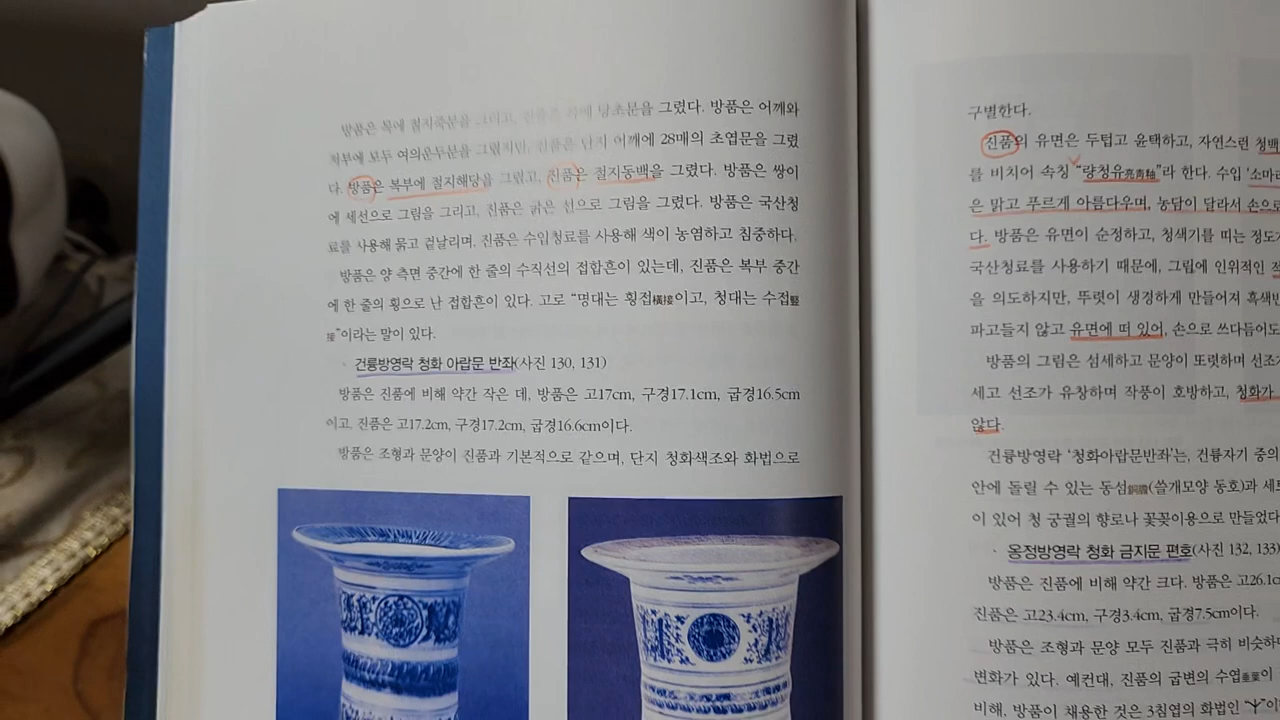 방품은 목에 절지죽문을 그리고, 진품은 당초문을 그렸다. 방품은 어깨와
척부에 모두 여의운두문을 그렸지만, 진품은 단지 어깨에 28매의 초엽문을 그렸
다. 방품은 복부에 절지해당을 그렸고, 진품은 절지동백을 그렸다. 방품은 쌍이
에 세선으로 그림을 그리고, 진품은 굵은 선으로 그림을 그렸다. 방품은 국산청
료를 사용해 묽고 겉날리며, 진품은 수입청료를 사용해 색이 농염하고 침중하다.
방품은 양 측면 중간에 한 줄의 수직선의 접합흔이 있는데, 진품은 복부 중간
에 한 줄의 횡으로 난 접합흔이 있다. 고로 “명대는 횡접橫接이고, 청대는 수접竪
接”이라는 말이 있다.
· 건륭방영락 청화 아랍문 반좌(사진 130, 131)
방품은 진품에 비해 약간 작은 데, 방품은 고17cm, 구경17.1cm, 굽경16.5cm
이고, 진품은 고17.2cm, 구경17.2cm, 굽경16.6cm이다.
방품은 조형과 문양이 진품과 기본적으로 같으며, 단지 청화색조와 화법으로
구별한다.
진품의 유면은 두텁고 윤택하고, 자연스런 청백
를 비치어 속칭 “량청유亮靑釉”라 한다. 수입 ‘소마리
은 맑고 푸르게 아름다우며, 농담이 달라서 손으로
다. 방품은 유면이 순정하고, 청색기를 띠는 정도가
국산청료를 사용하기 때문에, 그림에 인위적인
을 의도하지만, 뚜렷이 생경하게 만들어져 흑색반
파고들지 않고 유면에 떠 있어, 손으로 쓰다듬어도
방품의 그림은 섬세하고 문양이 또렷하며 선조
세고 선조가 유창하며 작풍이 호방하고, 청화가
않다.
건륭방영락 ‘청화아랍문반좌’는, 건륭자기 중의
안에 돌릴 수 있는 동섬(쓸개모양 동호)과 세트
이 있어 청 궁궐의 향로나 꽃꽂이용으로 만들었다
· 옹정방영락 청화 금지문 편호(사진 132, 133)
방품은 진품에 비해 약간 크다. 방품은 고26.1c
진품은 고23.4cm, 구경3.4cm, 굽경7.5cm이다.
방품은 조형과 문양 모두 진품과 극히 비슷하
변화가 있다. 예컨대, 진품의 굽변의 수엽垂葉이
비해, 방품이 채용한 것은 3침엽의 화법인